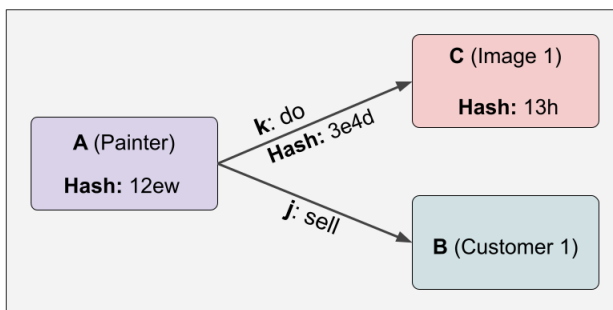 A (Painter)
Hash: 12ew
k: do
Hash: 3e4d
j: sell
C (Image 1)
Hash: 13h
B (Customer 1)